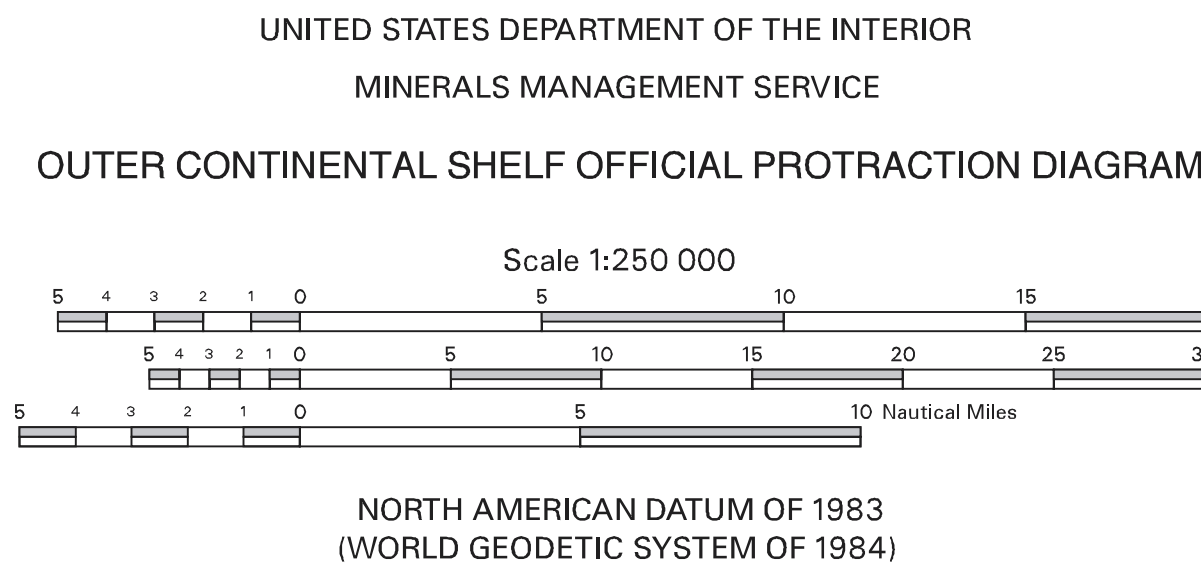 UNITED STATES DEPARTMENT OF THE INTERIOR
MINERALS MANAGEMENT SERVICE
OUTER CONTINENTAL SHELF OFFICIAL PROTRACTION DIAGRAM
Scale 1:250 000
5 4 3 2 1 0 5 10 15
5 4 3 2 1 0 5 10 15 20 25 3
5 4 3 2 1 0 5 10 Nautical Miles
NORTH AMERICAN DATUM OF 1983
(WORLD GEODETIC SYSTEM OF 1984)